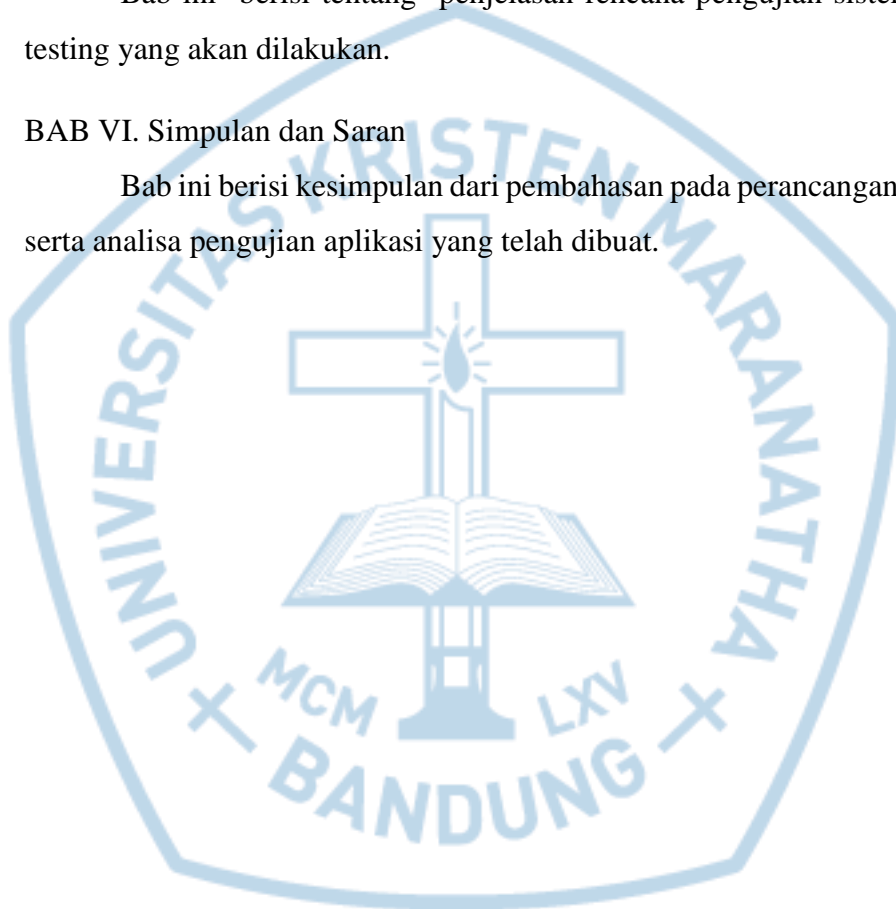 Bab ini berisi tentang penjelasan rencana pengujian
testing yang akan dilakukan.
BAB VI. Simpulan dan Saran
Bab ini berisi kesimpulan dari pembahasan pada perancangan
serta analisa pengujian aplikasi yang telah dibuat.
UNIVERSITAS KRISTEN MARANATHA
MCM LXV
BANDUNG